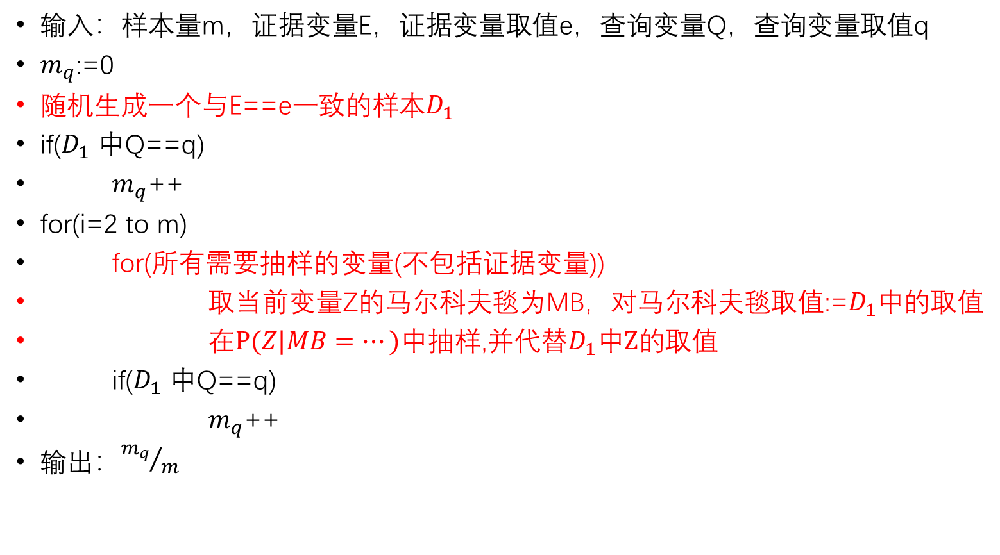 • 输入：样本量m，证据变量E，证据变量取值e，查询变量Q，查询变量取值q
• $m_q$:=0
• 随机生成一个与E==e一致的样本$D_1$
• if($D_1$ 中Q==q)
• $m_q$++
• for(i=2 to m)
• for(所有需要抽样的变量(不包括证据变量))
• 取当前变量Z的马尔科夫毯为MB，对马尔科夫毯取值:=$D_1$中的取值
• 在P$(Z|MB = \cdots)$中抽样,并代替$D_1$中Z的取值
• if($D_1$ 中Q==q)
• $m_q$++
• 输出：$m_q/m$